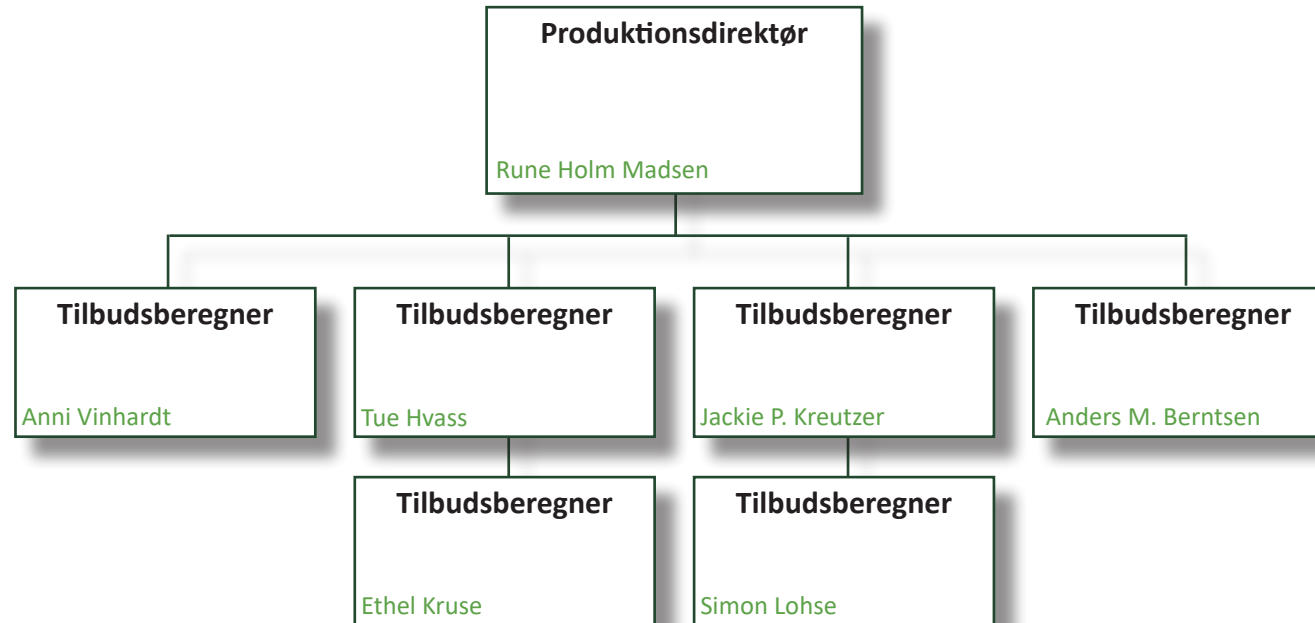 Produktionsdirektør
Rune Holm Madsen
Tilbudsberegner
Anni Vinhardt
Tilbudsberegner
Tue Hvass
Tilbudsberegner
Jackie P. Kreutzer
Tilbudsberegner
Anders M. Berntsen
Tilbudsberegner
Ethel Kruse
Tilbudsberegner
Simon Lohse